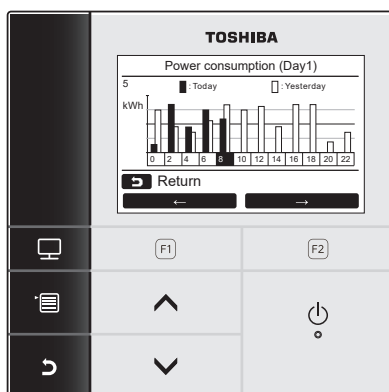 TOSHIBA
Power consumption (Day1)
5 :Today :Yesterday
kWh
0 2 4 6 8 10 12 14 16 18 20 22
Return
← →
F1 F2